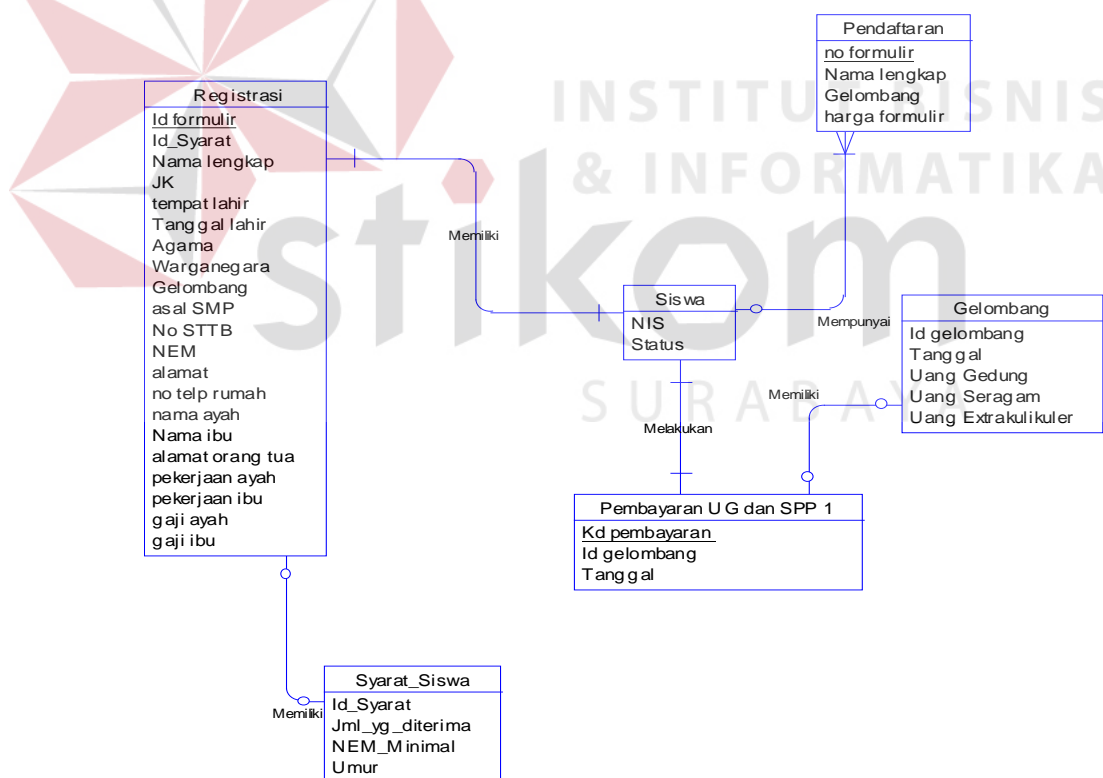 Pendaftaran
no formulir
Nama lengkap
Gelombang
harga formulir
INSTITUT BISNIS
& INFORMATIKA
stikom
SURABAYA
Registrasi
Id formulir
Id_Syarat
Nama lengkap
JK
tempat lahir
Tanggal lahir
Agama
Warganegara
Gelombang
asal SMP
No STTB
NEM
alamat
no telp rumah
nama ayah
Nama ibu
alamat orang tua
pekerjaan ayah
pekerjaan ibu
gaji ayah
gaji ibu
Memiliki
Siswa
NIS
Status
Mempunyai
Gelombang
Id gelombang
Tanggal
Uang Gedung
Uang Seragam
Uang Extrakulikuler
Memiliki
Melakukan
Pembayaran UG dan SPP 1
Kd pembayaran
Id gelombang
Tanggal
Memiliki
Syarat_Siswa
Id_Syarat
Jml_yg_diterima
NEM_Minimal
Umur